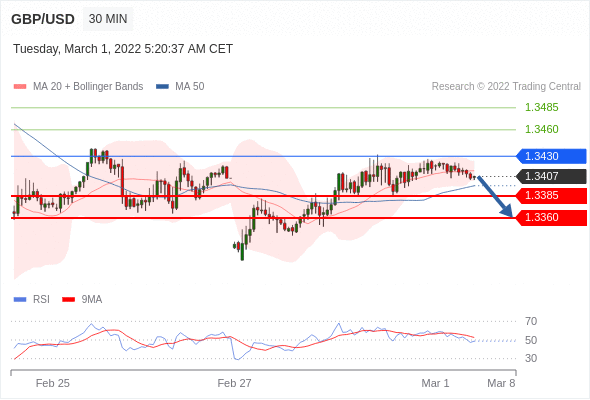 GBP/USD 30 MIN
Tuesday, March 1, 2022 5:20:37 AM CET
MA 20 + Bollinger Bands MA 50 Research © 2022 Trading Central
1.3485
1.3460
1.3430
1.3407
1.3385
1.3360
RSI 9MA
70
50
30
Feb 25 Feb 27 Mar 1 Mar 8